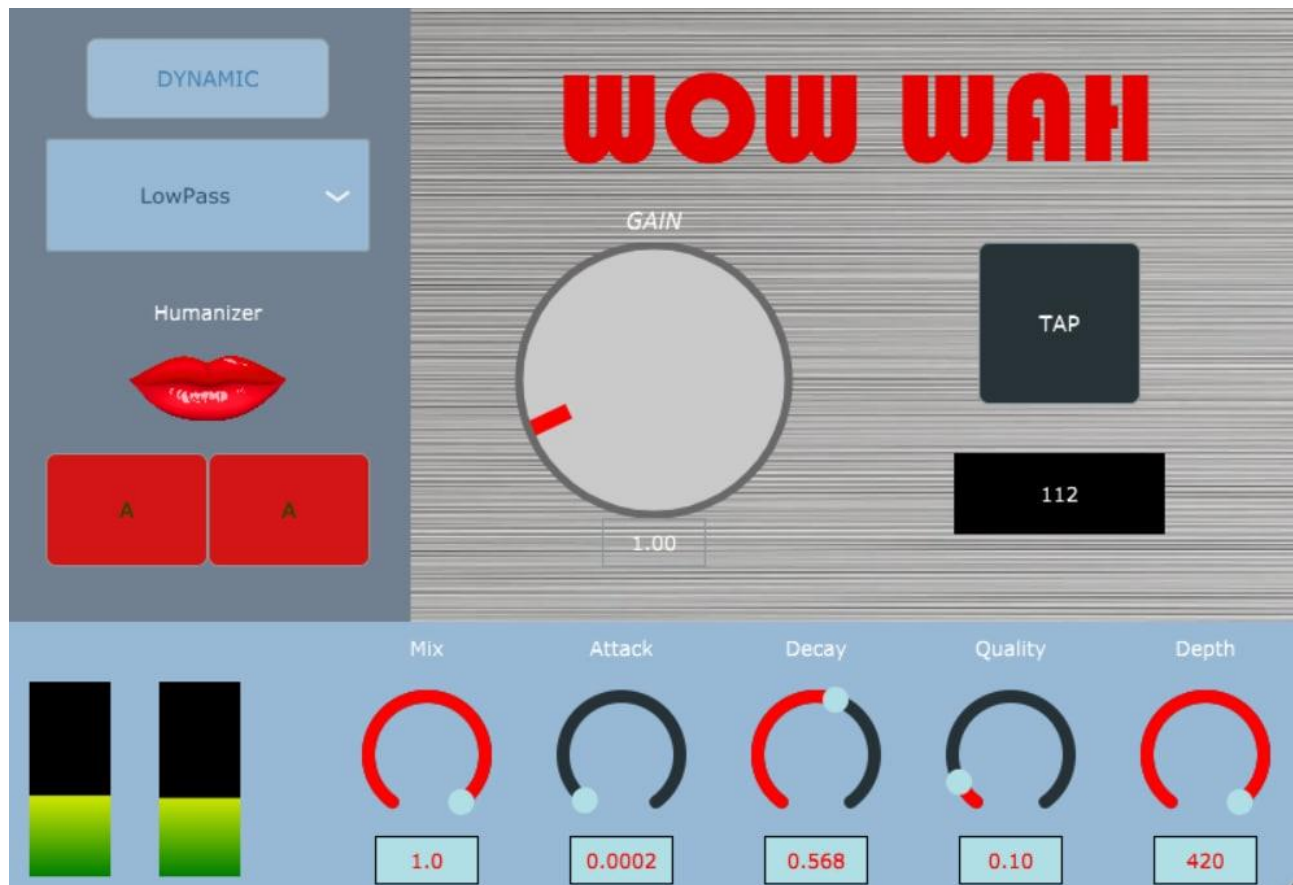 DYNAMIC
LowPass
Humanizer
A A
WOW WAH
GAIN
1.00
TAP
112
Mix Attack Decay Quality Depth
1.0 0.0002 0.568 0.10 420